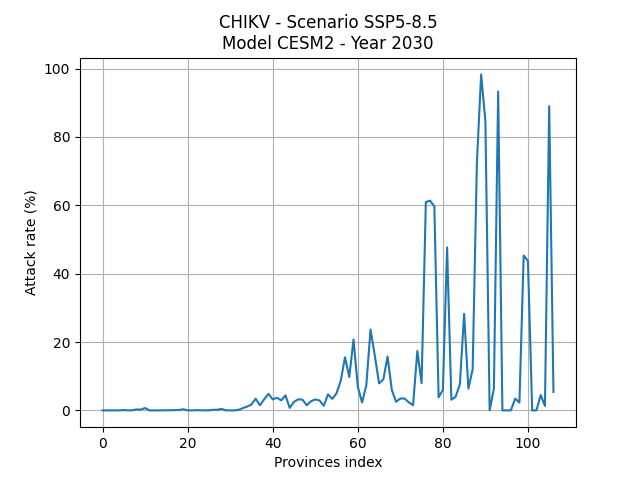 CHIKV - Scenario SSP5-8.5
Model CESM2 - Year 2030
100
80
60
40
20
0
Attack rate (%)
0 20 40 60 80 100
Provinces index